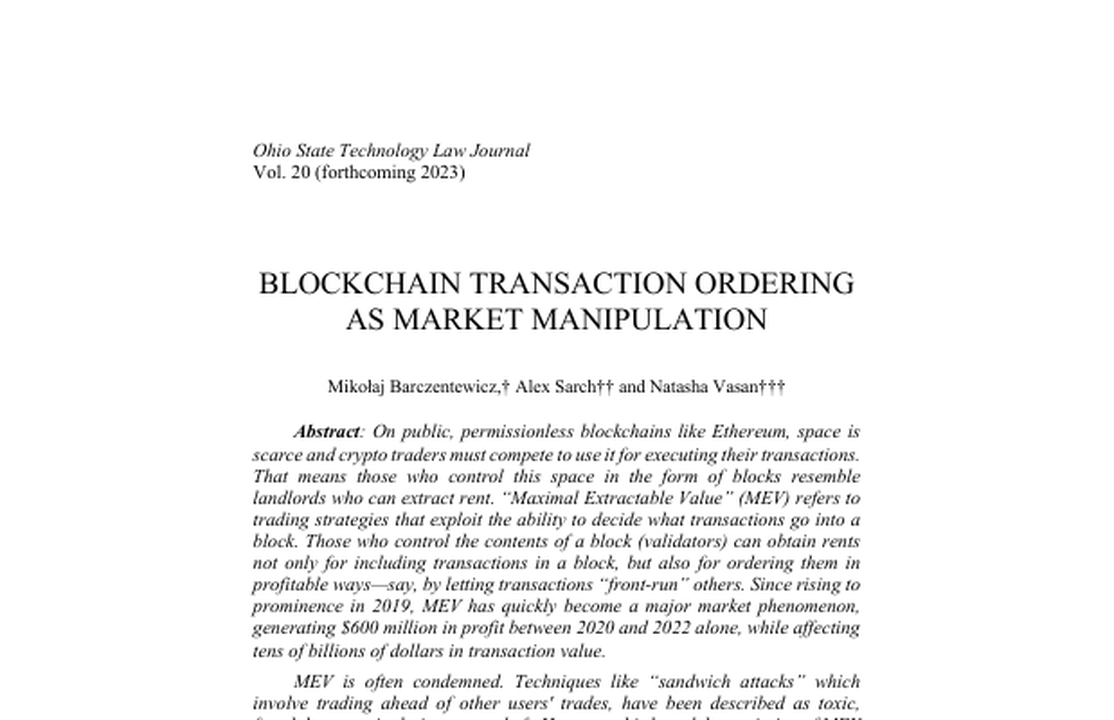 Ohio State Technology Law Journal
Vol. 20 (forthcoming 2023)
BLOCKCHAIN TRANSACTION ORDERING
AS MARKET MANIPULATION
Mikołaj Barczentewicz,† Alex Sarch†† and Natasha Vasan†††
Abstract: On public, permissionless blockchains like Ethereum, space is
scarce and crypto traders must compete to use it for executing their transactions.
That means those who control this space in the form of blocks resemble
landlords who can extract rent. “Maximal Extractable Value” (MEV) refers to
trading strategies that exploit the ability to decide what transactions go into a
block. Those who control the contents of a block (validators) can obtain rents
not only for including transactions in a block, but also for ordering them in
profitable ways—say, by letting transactions “front-run” others. Since rising to
prominence in 2019, MEV has quickly become a major market phenomenon,
generating $600 million in profit between 2020 and 2022 alone, while affecting
tens of billions of dollars in transaction value.
MEV is often condemned. Techniques like “sandwich attacks” which
involve trading ahead of other users' trades, have been described as toxic,